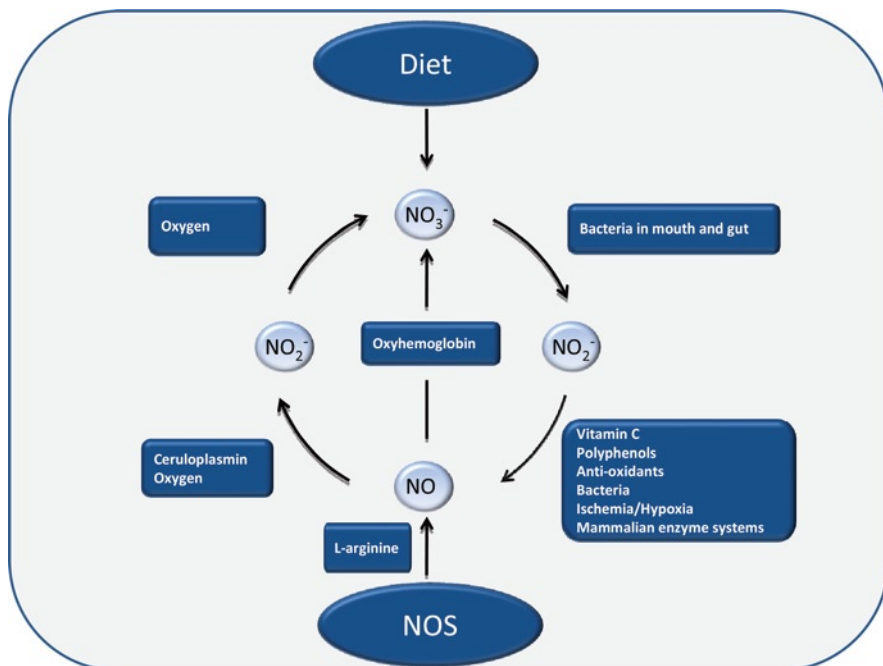 Diet
NO₃⁻
Oxygen
Bacteria in mouth and gut
NO₂⁻
Oxyhemoglobin
NO₂⁻
Ceruloplasmin
Oxygen
NO
Vitamin C
Polyphenols
Anti-oxidants
Bacteria
Ischemia/Hypoxia
Mammalian enzyme systems
L-arginine
NOS